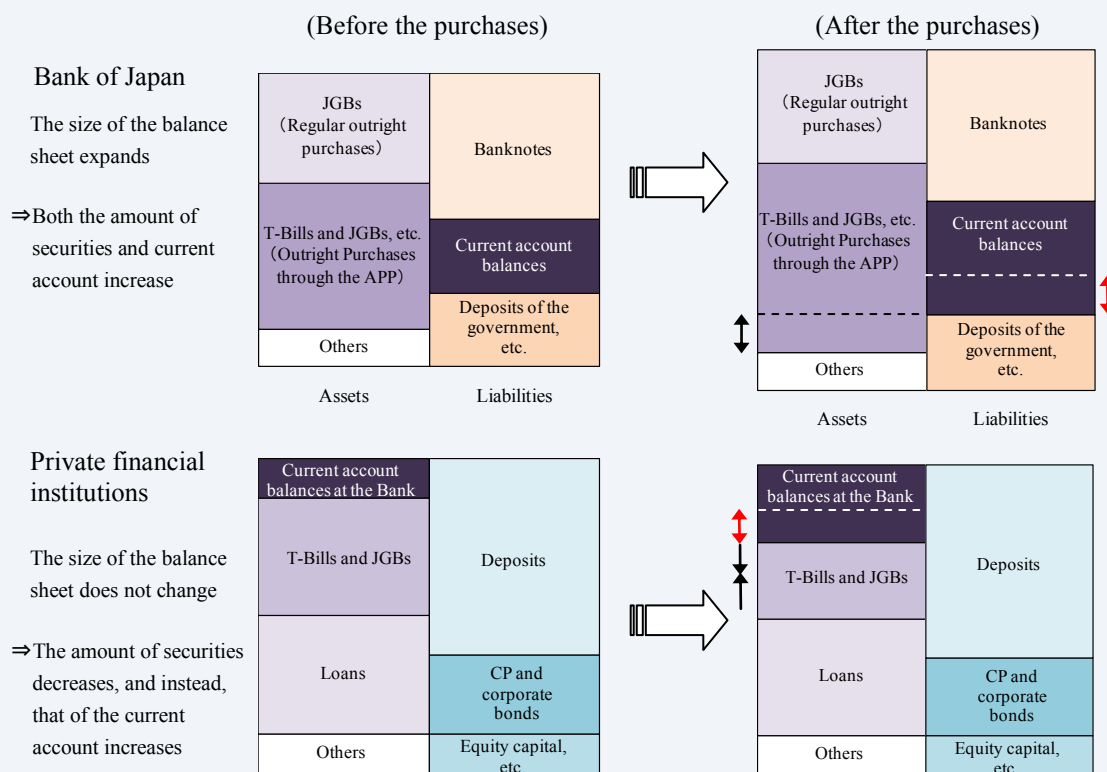 (Before the purchases)
(After the purchases)
Bank of Japan
The size of the balance
sheet expands
⇒Both the amount of
securities and current
account increase
JGBs
（Regular outright
purchases）
T-Bills and JGBs, etc.
（Outright Purchases
through the APP）
Others
Banknotes
Current account
balances
Deposits of the
government,
etc.
Assets
Liabilities
JGBs
（Regular outright
purchases）
T-Bills and JGBs, etc.
（Outright Purchases
through the APP）
Others
Banknotes
Current account
balances
Deposits of the
government,
etc.
Assets
Liabilities
Private financial
institutions
The size of the balance
sheet does not change
⇒The amount of securities
decreases, and instead,
that of the current
account increases
Current account
balances at the Bank
T-Bills and JGBs
Loans
Others
Deposits
CP and
corporate
bonds
Equity capital,
etc.
Current account
balances at the Bank
T-Bills and JGBs
Loans
Others
Deposits
CP and
corporate
bonds
Equity capital,
etc.